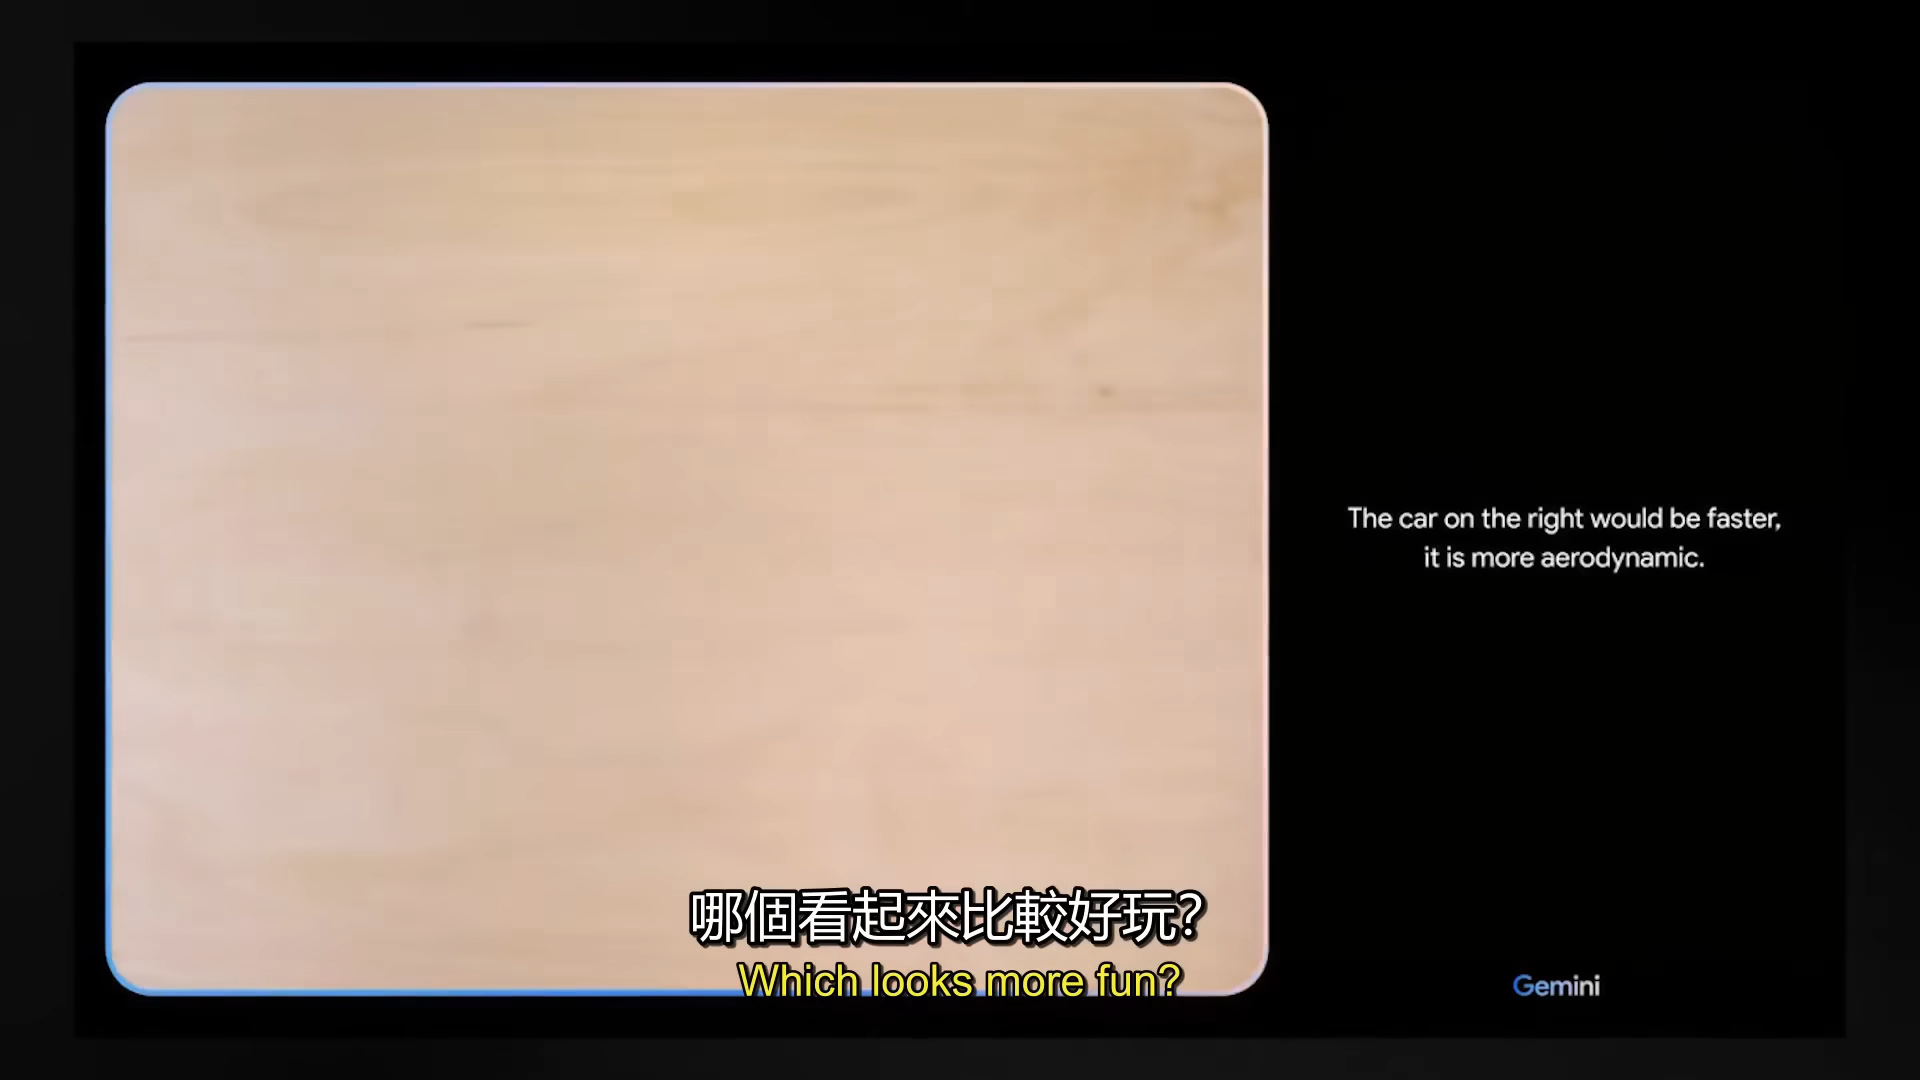 The car on the right would be faster,
it is more aerodynamic.
哪個看起來比較好玩?
Which looks more fun?
Gemini